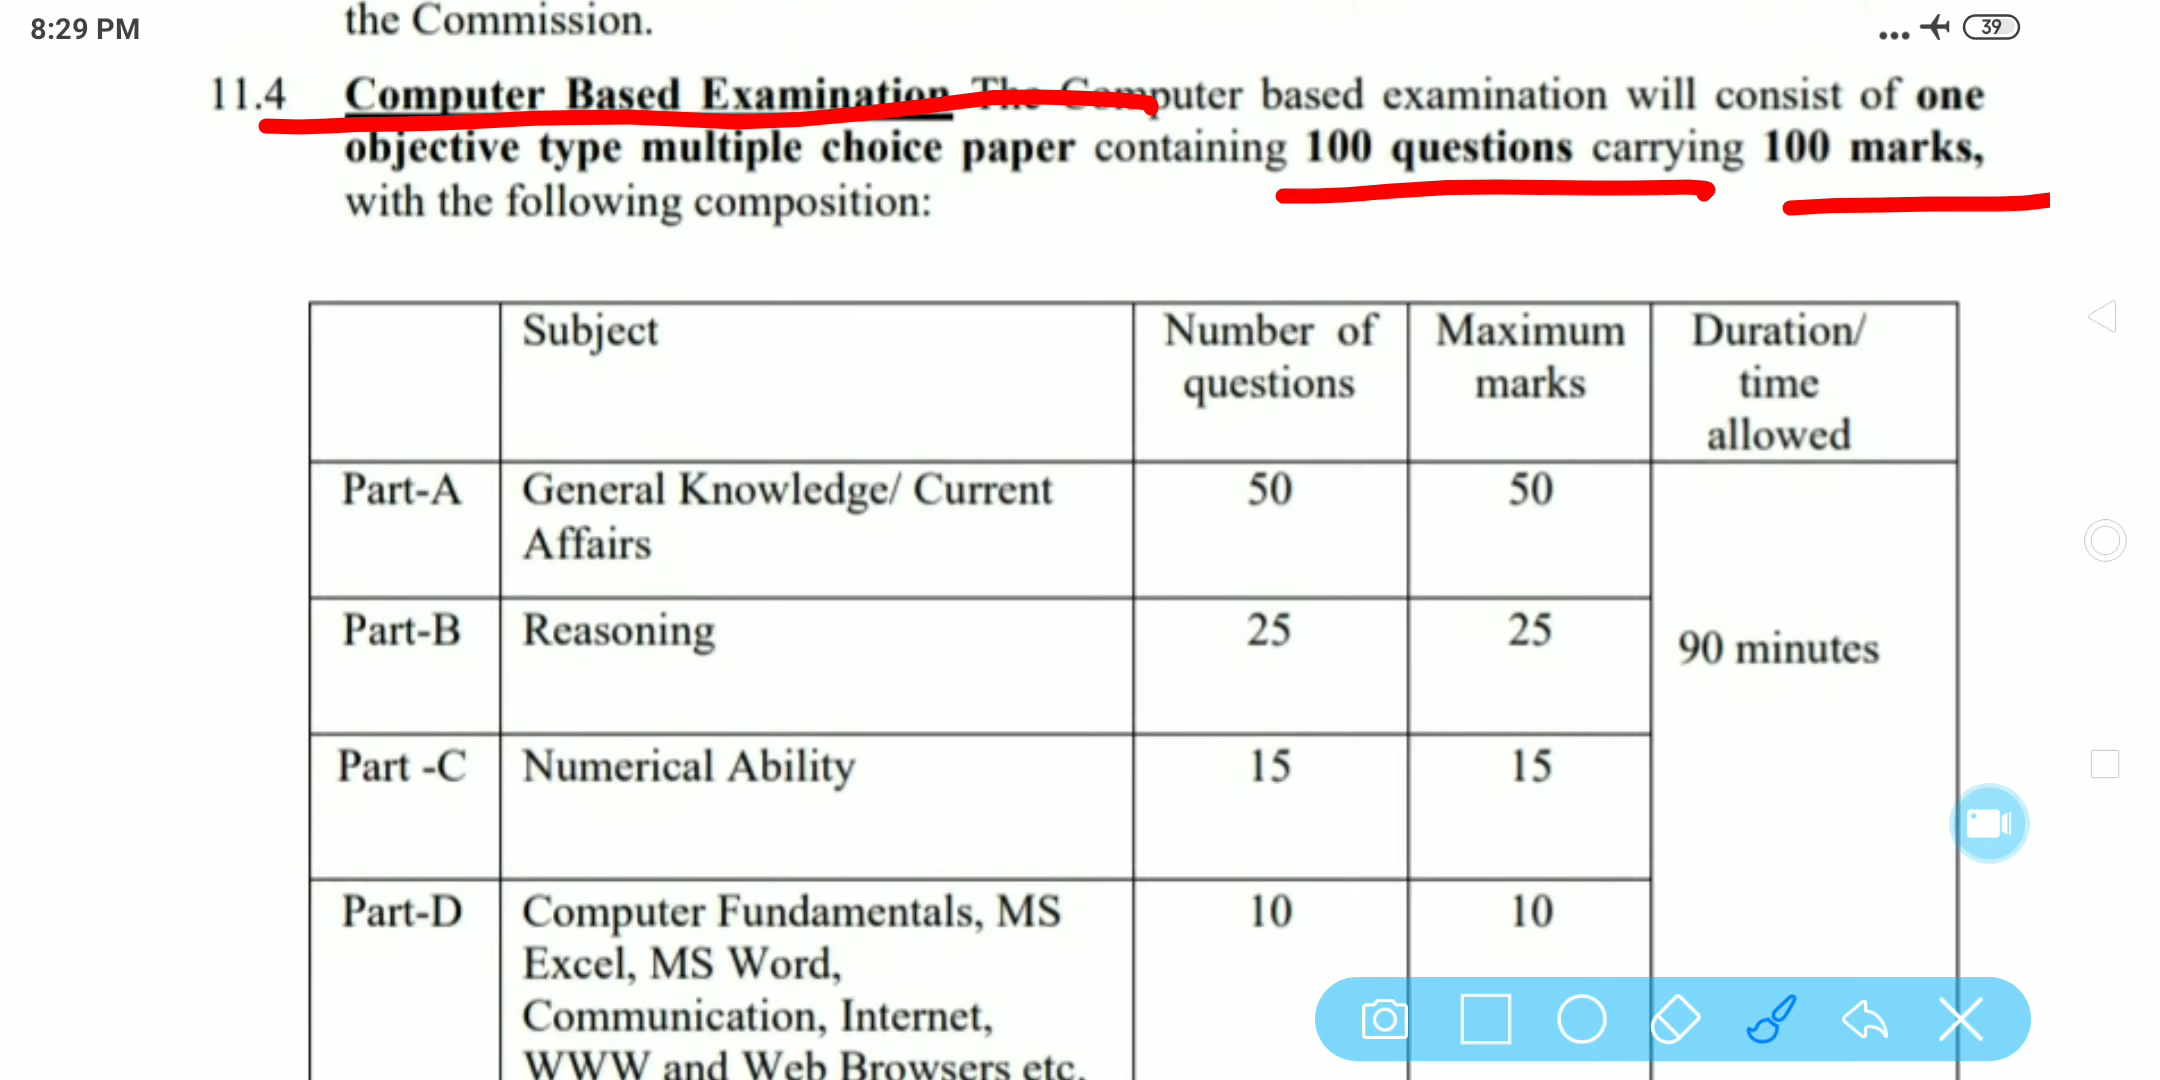 8:29 PM
39
the Commission.
11.4 Computer Based Examination The Computer based examination will consist of one
objective type multiple choice paper containing 100 questions carrying 100 marks,
with the following composition:
Subject
Number of
questions
Maximum
marks
Duration/
time
allowed
Part-A
General Knowledge/ Current
Affairs
50
50
90 minutes
Part-B
Reasoning
25
25
Part -C
Numerical Ability
15
15
Part-D
Computer Fundamentals, MS
Excel, MS Word,
Communication, Internet,
WWW and Web Browsers etc.
10
10